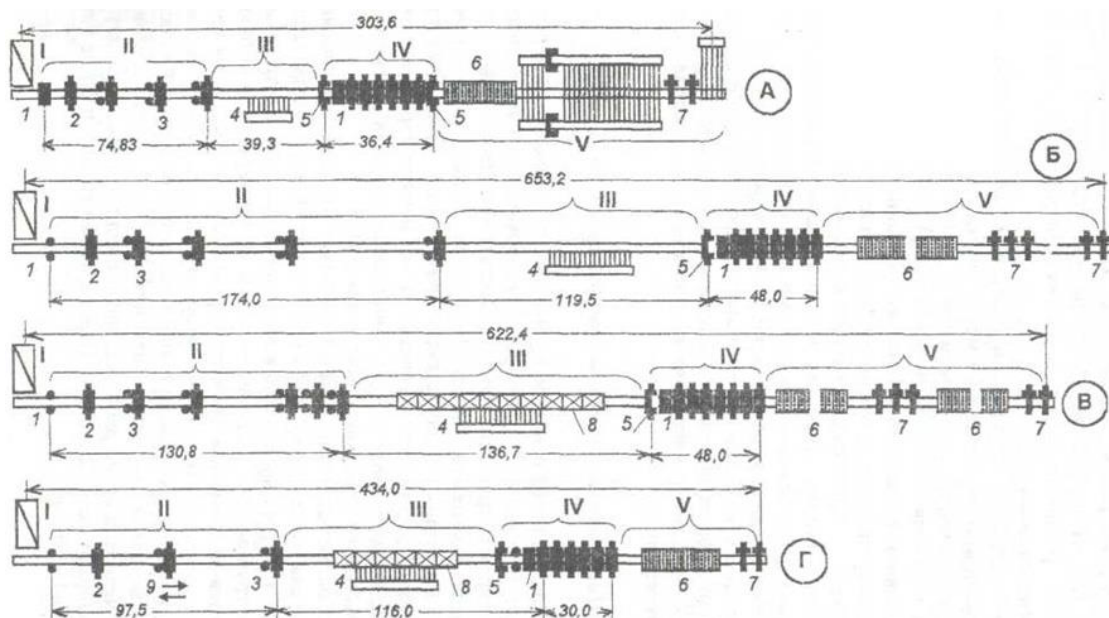 303,6
I II III IV 6
1 2 3 4 5 1 5 V 7 А
74,83 39,3 36,4
Б
653,2
I II III IV V
1 2 3 4 5 1 6 7 7
174,0 119,5 48,0
622,4
I II III IV V
1 2 3 4 8 5 1 6 7 6 7 В
130,8 136,7 48,0
434,0
I II III IV V
1 2 9 3 4 8 5 1 6 7 Г
97,5 116,0 30,0